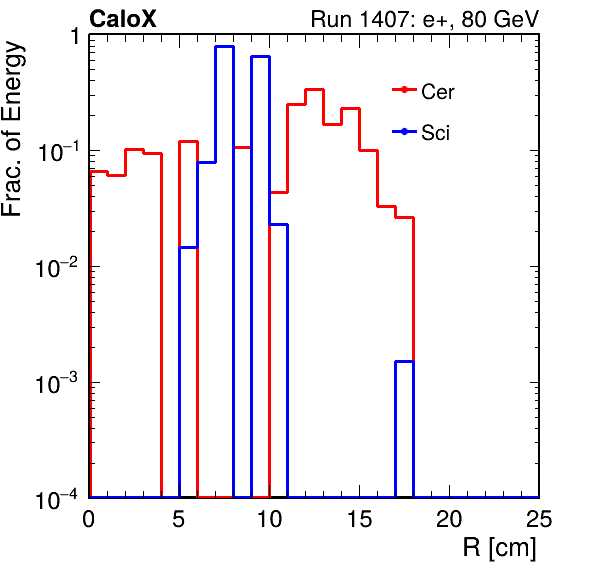 CaloX Run 1407: e+, 80 GeV
Frac. of Energy
1
10⁻¹
10⁻²
10⁻³
10⁻⁴
Cer
Sci
0 5 10 15 20 25
R [cm]